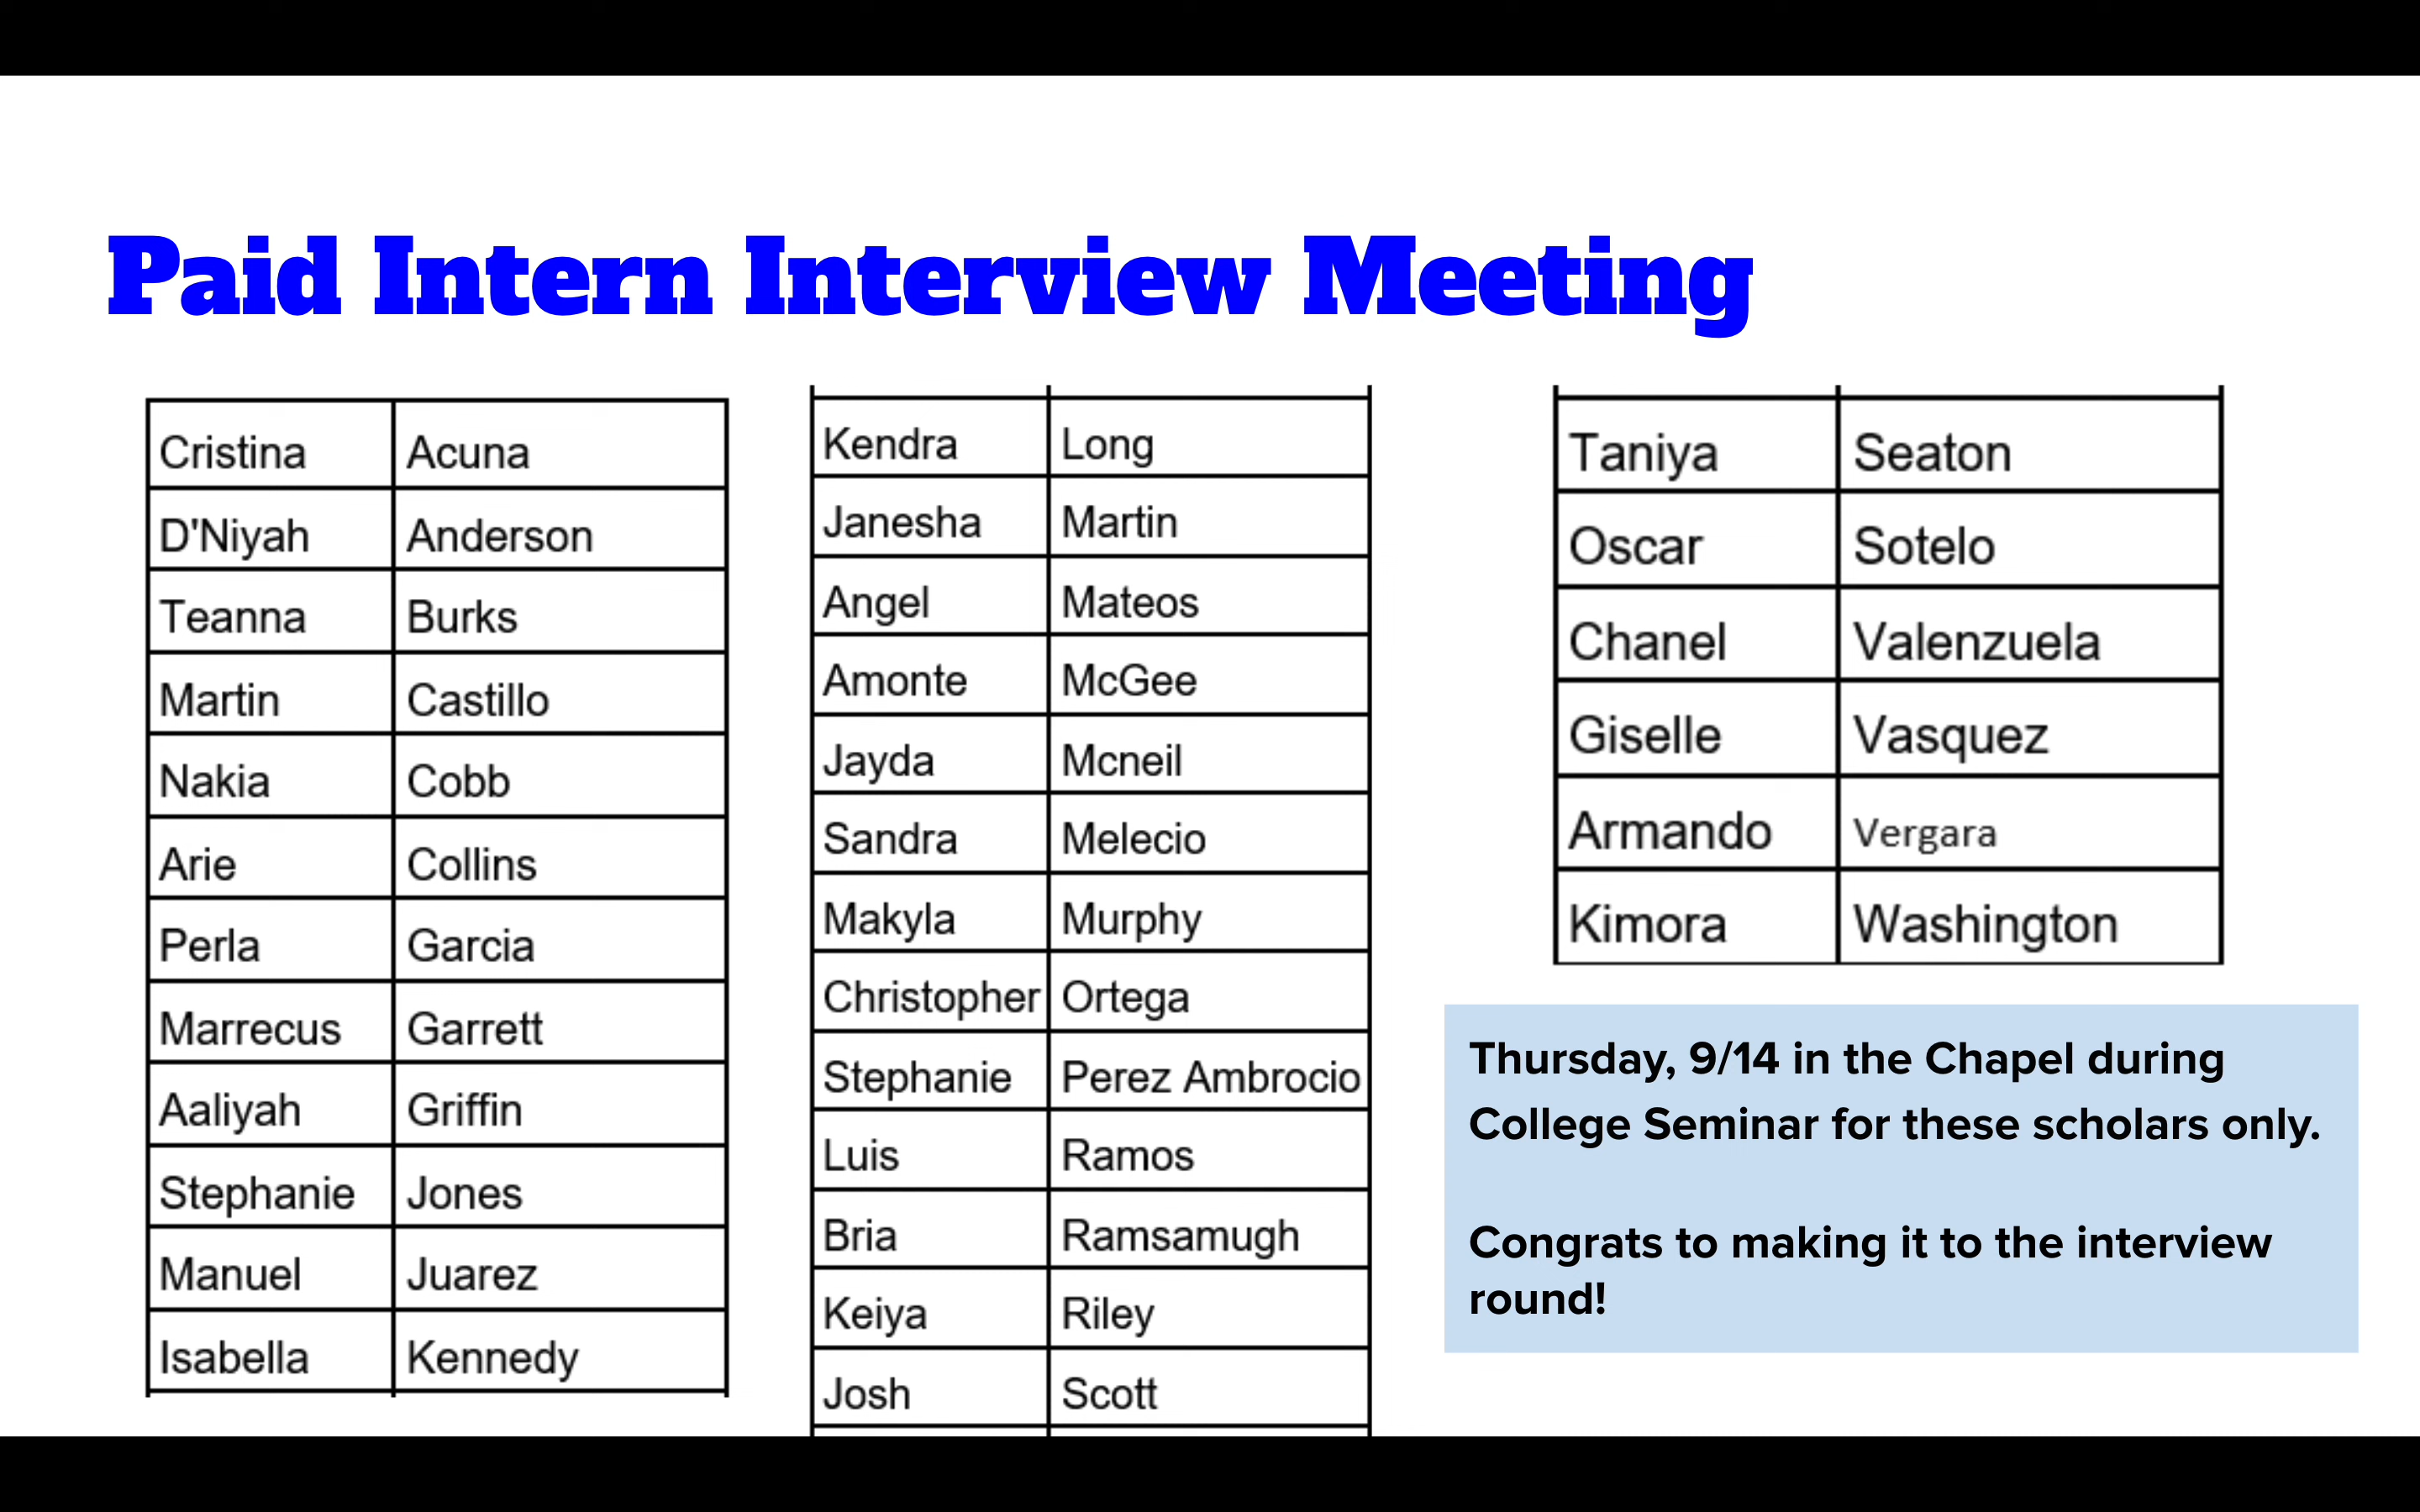 Paid Intern Interview Meeting
Cristina Acuna
D'Niyah Anderson
Teanna Burks
Martin Castillo
Nakia Cobb
Arie Collins
Perla Garcia
Marrecus Garrett
Aaliyah Griffin
Stephanie Jones
Manuel Juarez
Isabella Kennedy
Kendra Long
Janesha Martin
Angel Mateos
Amonte McGee
Jayda Mcneil
Sandra Melecio
Makyla Murphy
Christopher Ortega
Stephanie Perez Ambrocio
Luis Ramos
Bria Ramsamugh
Keiya Riley
Josh Scott
Taniya Seaton
Oscar Sotelo
Chanel Valenzuela
Giselle Vasquez
Armando Vergara
Kimora Washington
Thursday, 9/14 in the Chapel during
College Seminar for these scholars only.
Congrats to making it to the interview
round!